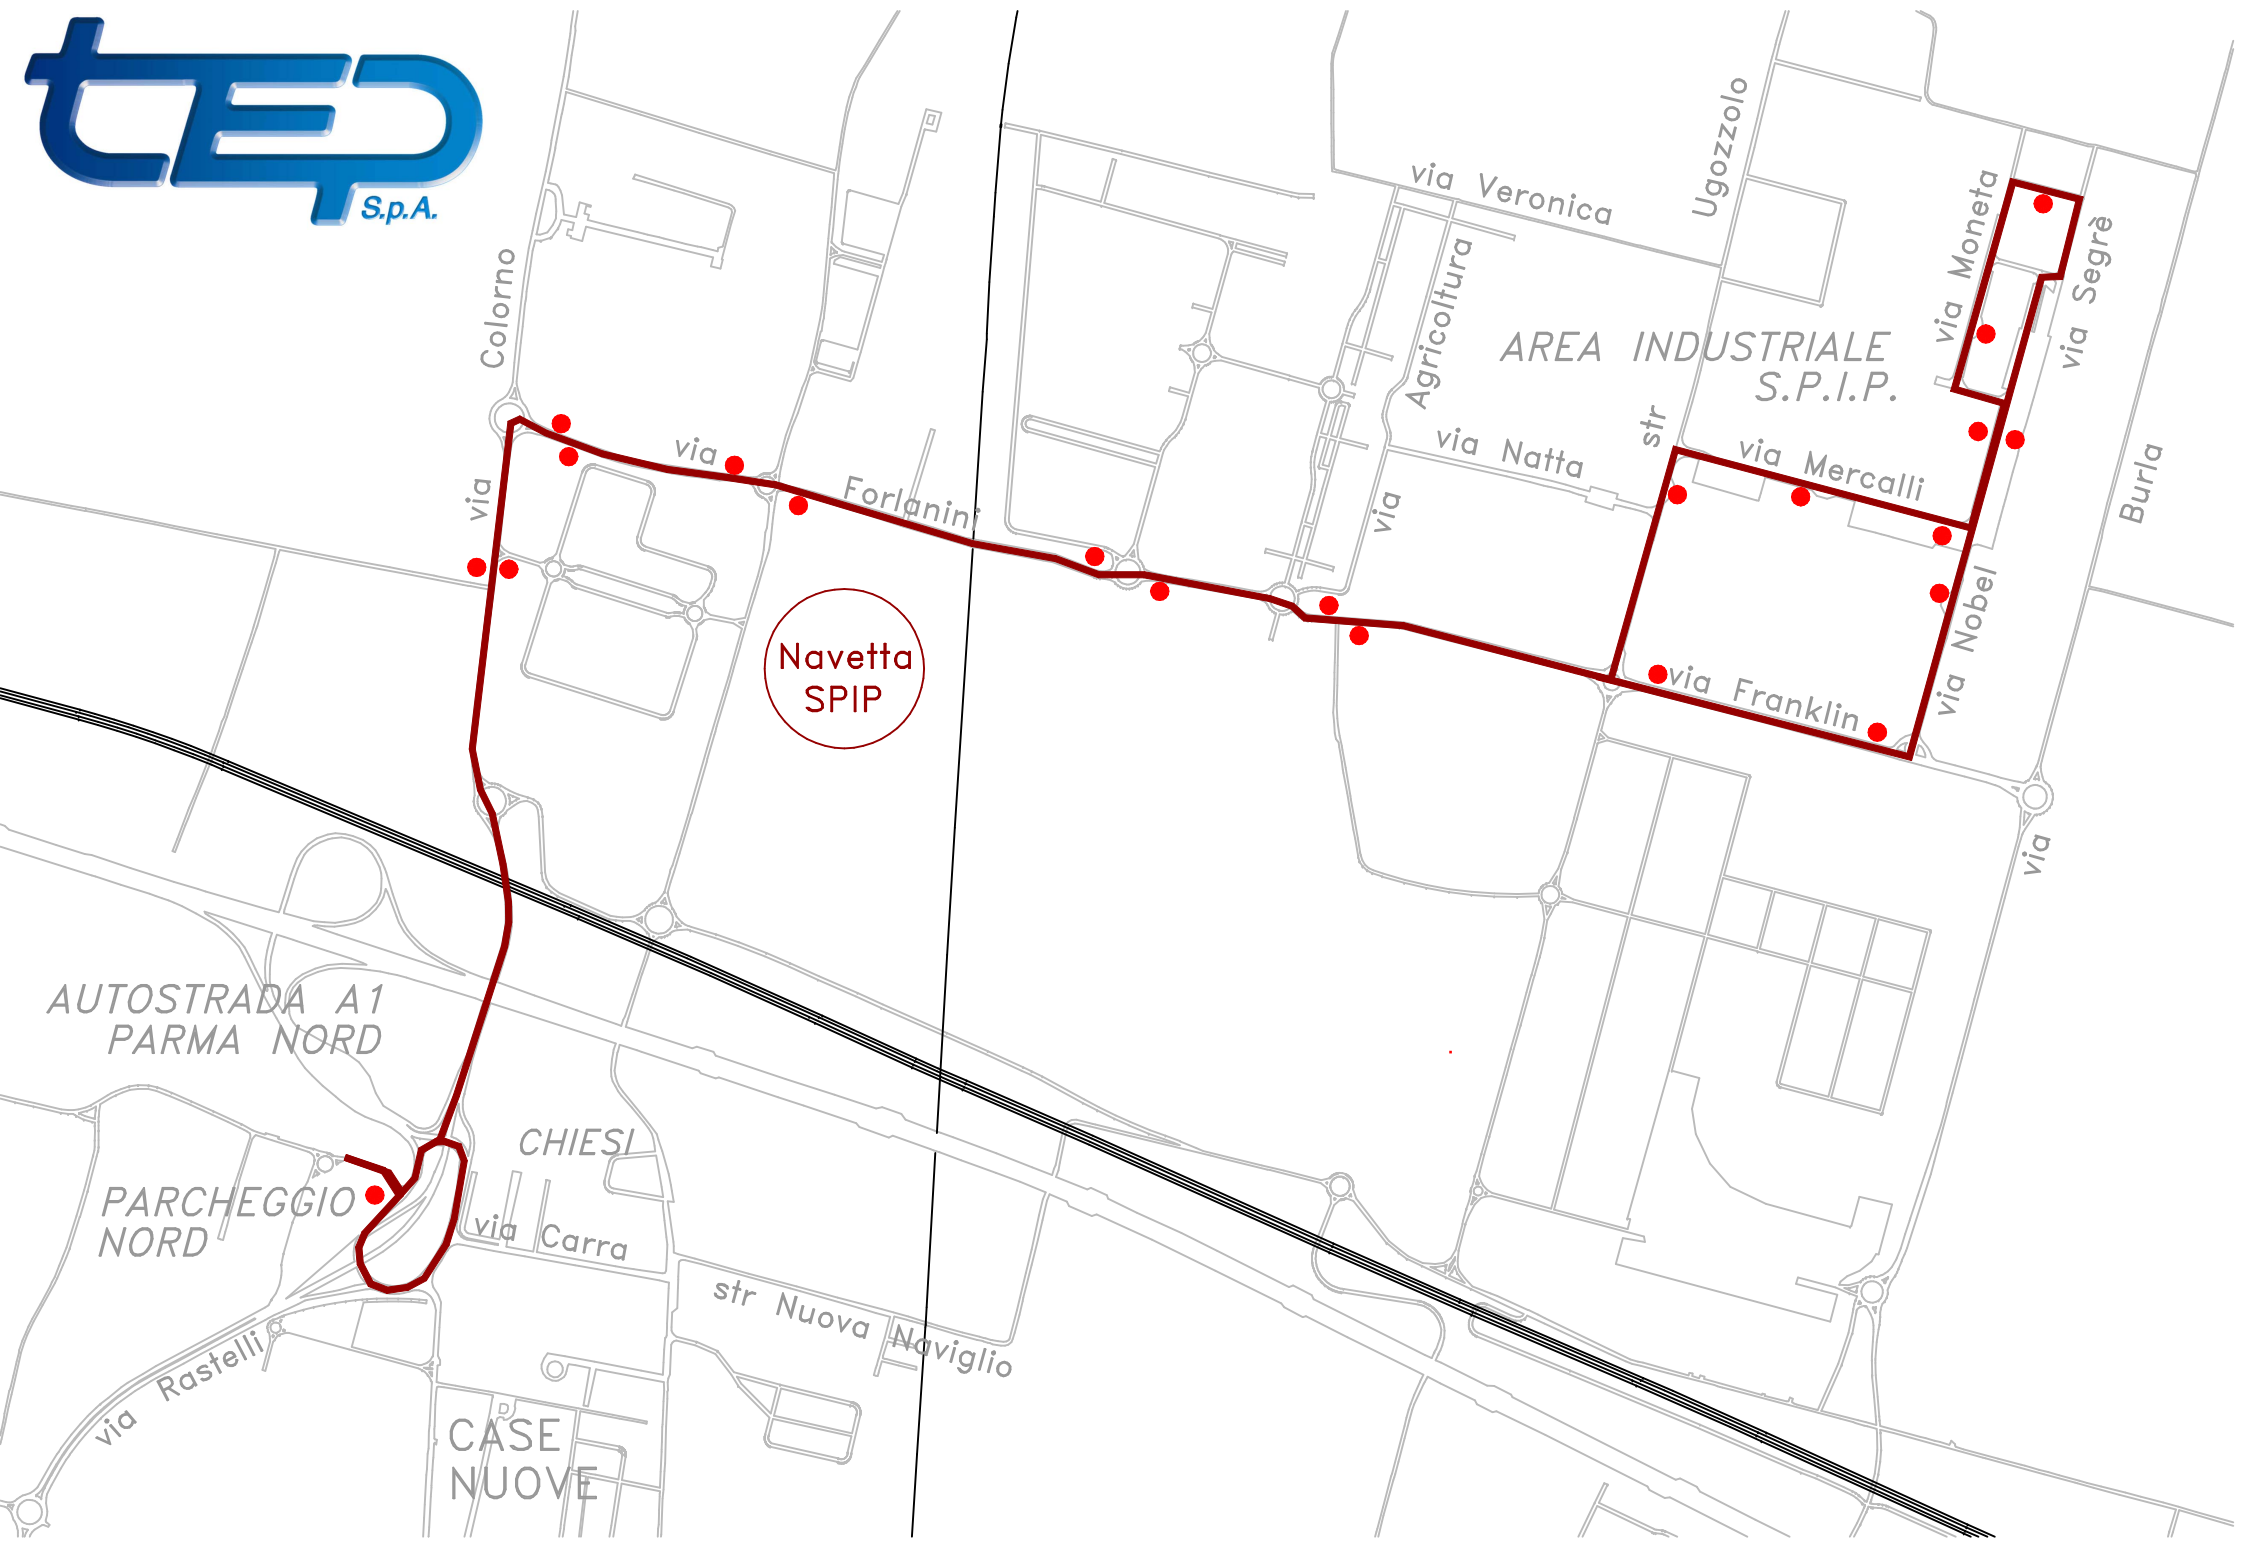 tep
S.p.A.
via Colorno
via Forlanini
via Veronica
str Ugozzolo
via Agricoltura
via Moneta
via Segrè
AREA INDUSTRIALE
S.P.I.P.
via Natta
via Mercalli
via Burla
via Nobel
via Franklin
Navetta
SPIP
AUTOSTRADA A1
PARMA NORD
CHIESI
PARCHEGGIO
NORD
via Carra
str Nuova Naviglio
via Rastelli
CASE
NUOVE